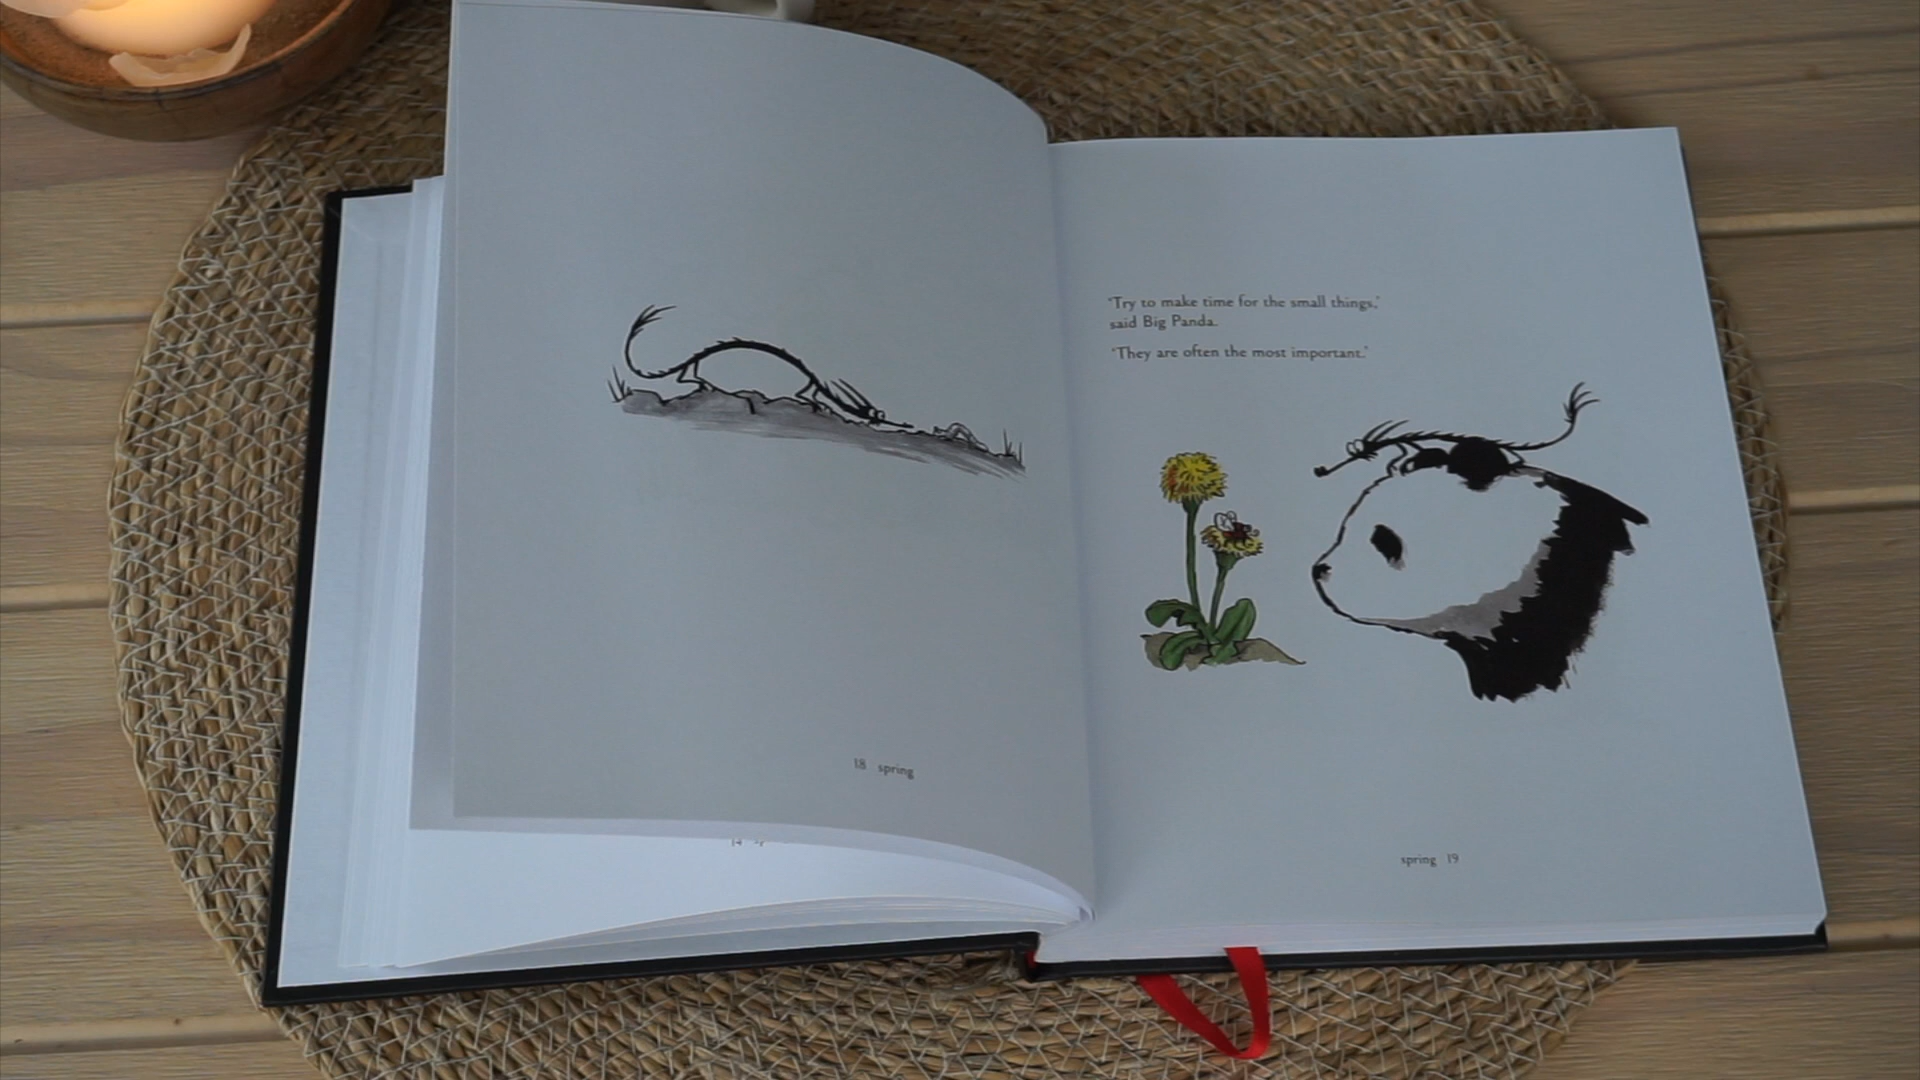 18 spring
'Try to make time for the small things,'
said Big Panda.
'They are often the most important.'
spring 19